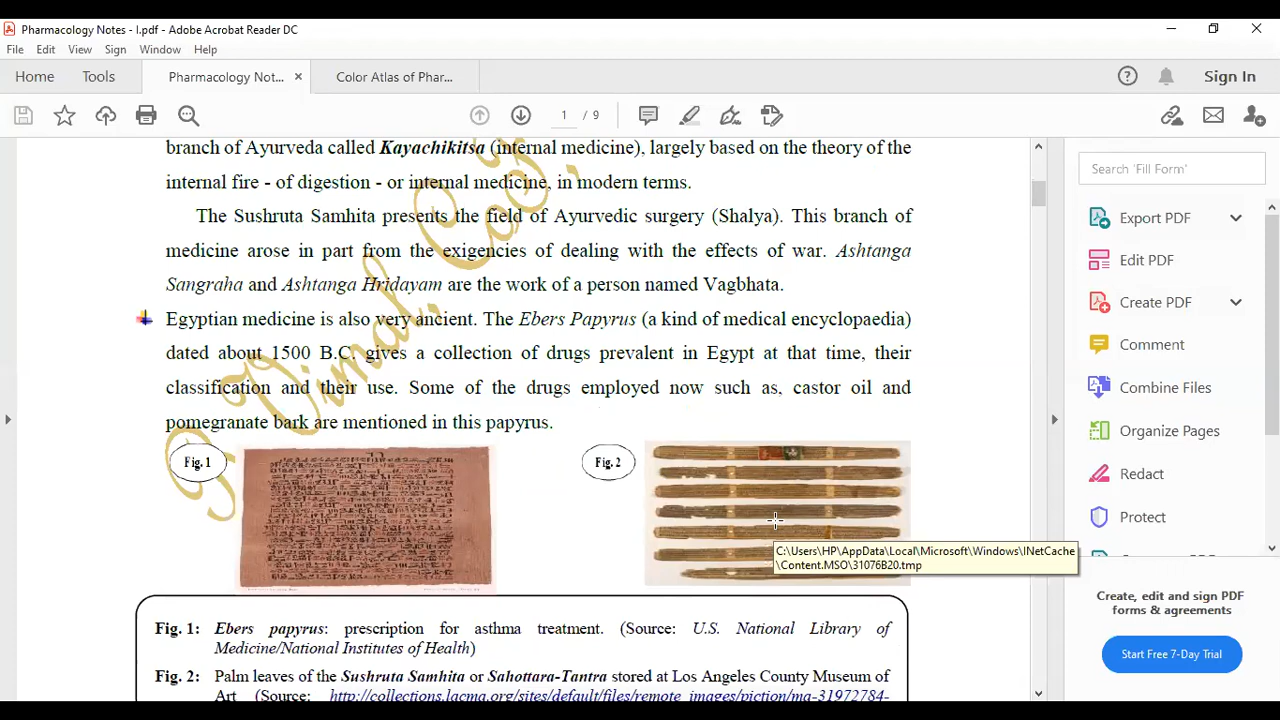 Pharmacology Notes - I.pdf - Adobe Acrobat Reader DC
File Edit View Sign Window Help
Home Tools Pharmacology Not... × Color Atlas of Phar... Sign In
1 / 9
branch of Ayurveda called Kayachikitsa (internal medicine), largely based on the theory of the
internal fire - of digestion - or internal medicine, in modern terms.
The Sushruta Samhita presents the field of Ayurvedic surgery (Shalya). This branch of
medicine arose in part from the exigencies of dealing with the effects of war. Ashtanga
Sangraha and Ashtanga Hridayam are the work of a person named Vagbhata.
Egyptian medicine is also very ancient. The Ebers Papyrus (a kind of medical encyclopaedia)
dated about 1500 B.C. gives a collection of drugs prevalent in Egypt at that time, their
classification and their use. Some of the drugs employed now such as, castor oil and
pomegranate bark are mentioned in this papyrus.
Fig. 1 Fig. 2
C:\Users\HP\AppData\Local\Microsoft\Windows\INetCache
\Content.MSO\31076B20.tmp
Fig. 1: Ebers papyrus: prescription for asthma treatment. (Source: U.S. National Library of
Medicine/National Institutes of Health)
Fig. 2: Palm leaves of the Sushruta Samhita or Sahottara-Tantra stored at Los Angeles County Museum of
Art (Source: http://collections.lacma.org/sites/default/files/remote_images/piction/ma-31972784-
Search 'Fill Form'
Export PDF
Edit PDF
Create PDF
Comment
Combine Files
Organize Pages
Redact
Protect
Create, edit and sign PDF
forms & agreements
Start Free 7-Day Trial